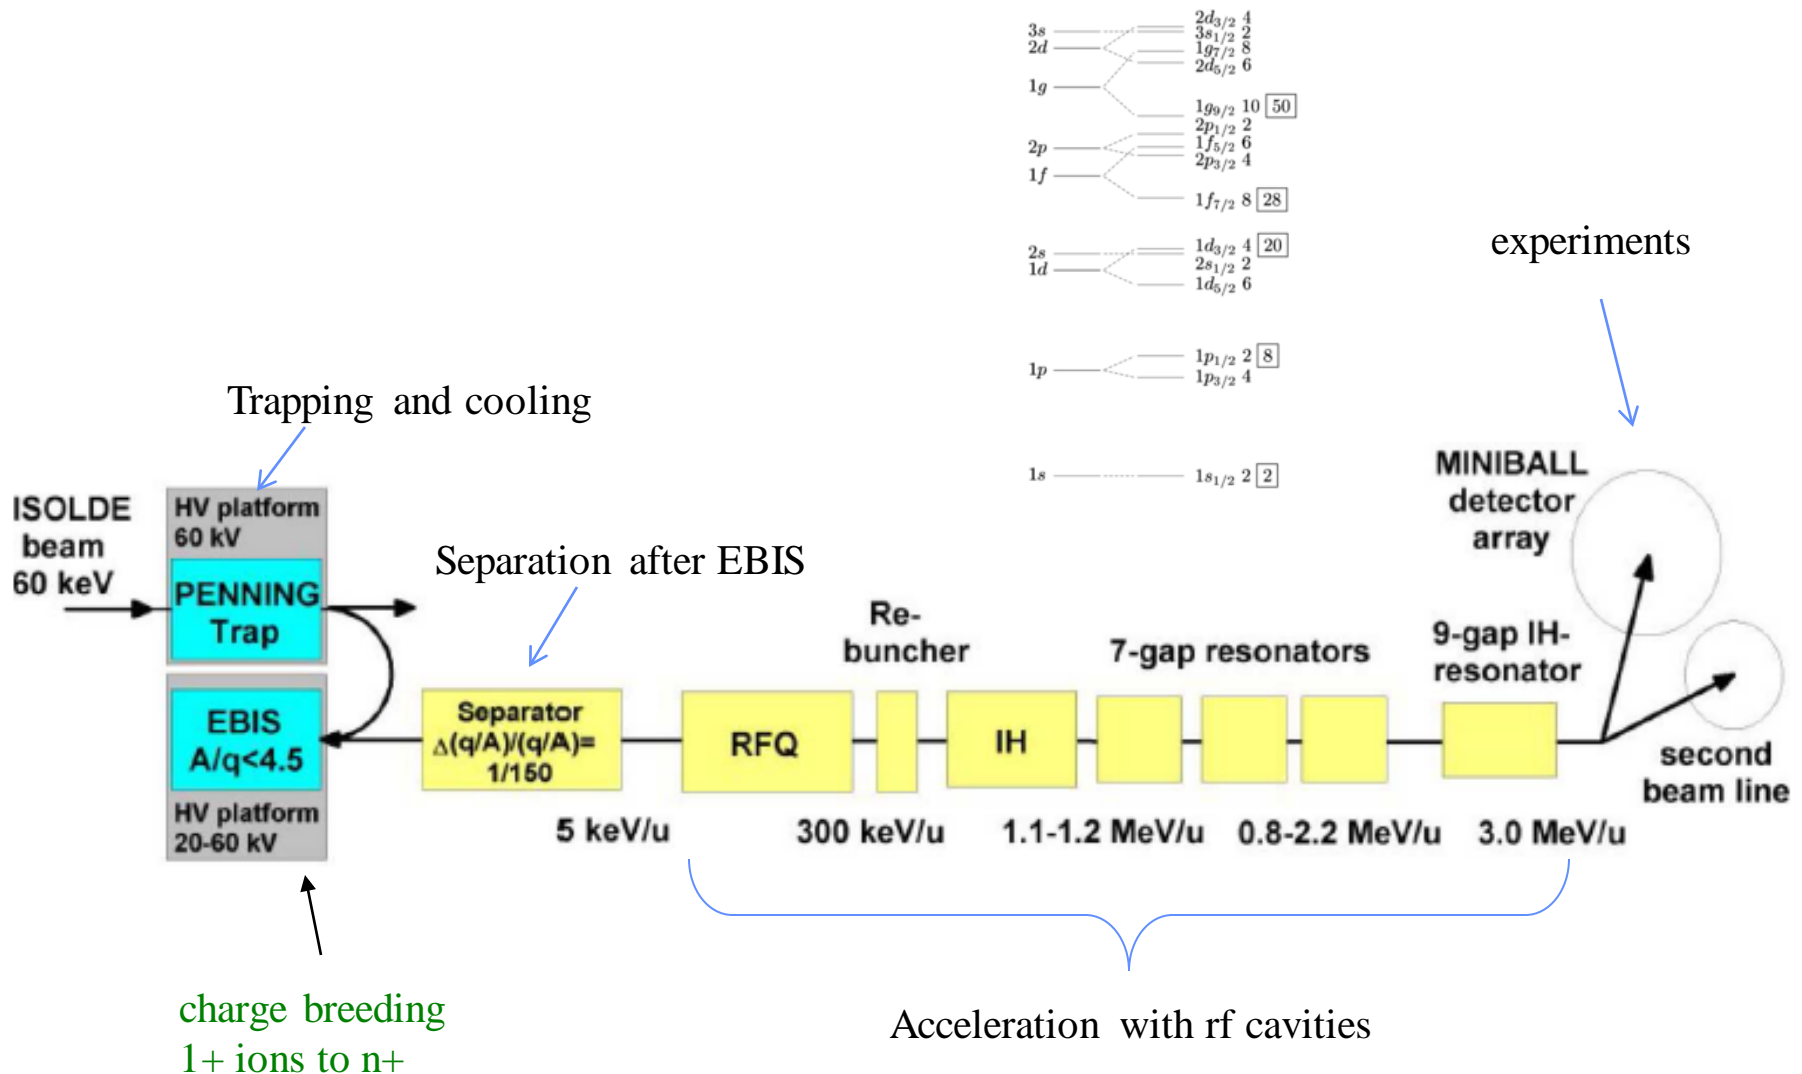 3s
2d
1g
2p
1f
2s
1d
1p
1s
2d3/2 4
3s1/2 2
1g7/2 8
2d5/2 6
1g9/2 10 50
2p1/2 2
1f5/2 6
2p3/2 4
1f7/2 8 28
1d3/2 4 20
2s1/2 2
1d5/2 6
1p1/2 2 8
1p3/2 4
1s1/2 2 2
experiments
Trapping and cooling
ISOLDE
beam
60 keV
HV platform
60 kV
PENNING
Trap
EBIS
A/q<4.5
HV platform
20-60 kV
Separation after EBIS
Separator
Δ(q/A)/(q/A)=
1/150
RFQ
Re-
buncher
IH
7-gap resonators
9-gap IH-
resonator
MINIBALL
detector
array
second
beam line
5 keV/u
300 keV/u
1.1-1.2 MeV/u
0.8-2.2 MeV/u
3.0 MeV/u
charge breeding
1+ ions to n+
Acceleration with rf cavities